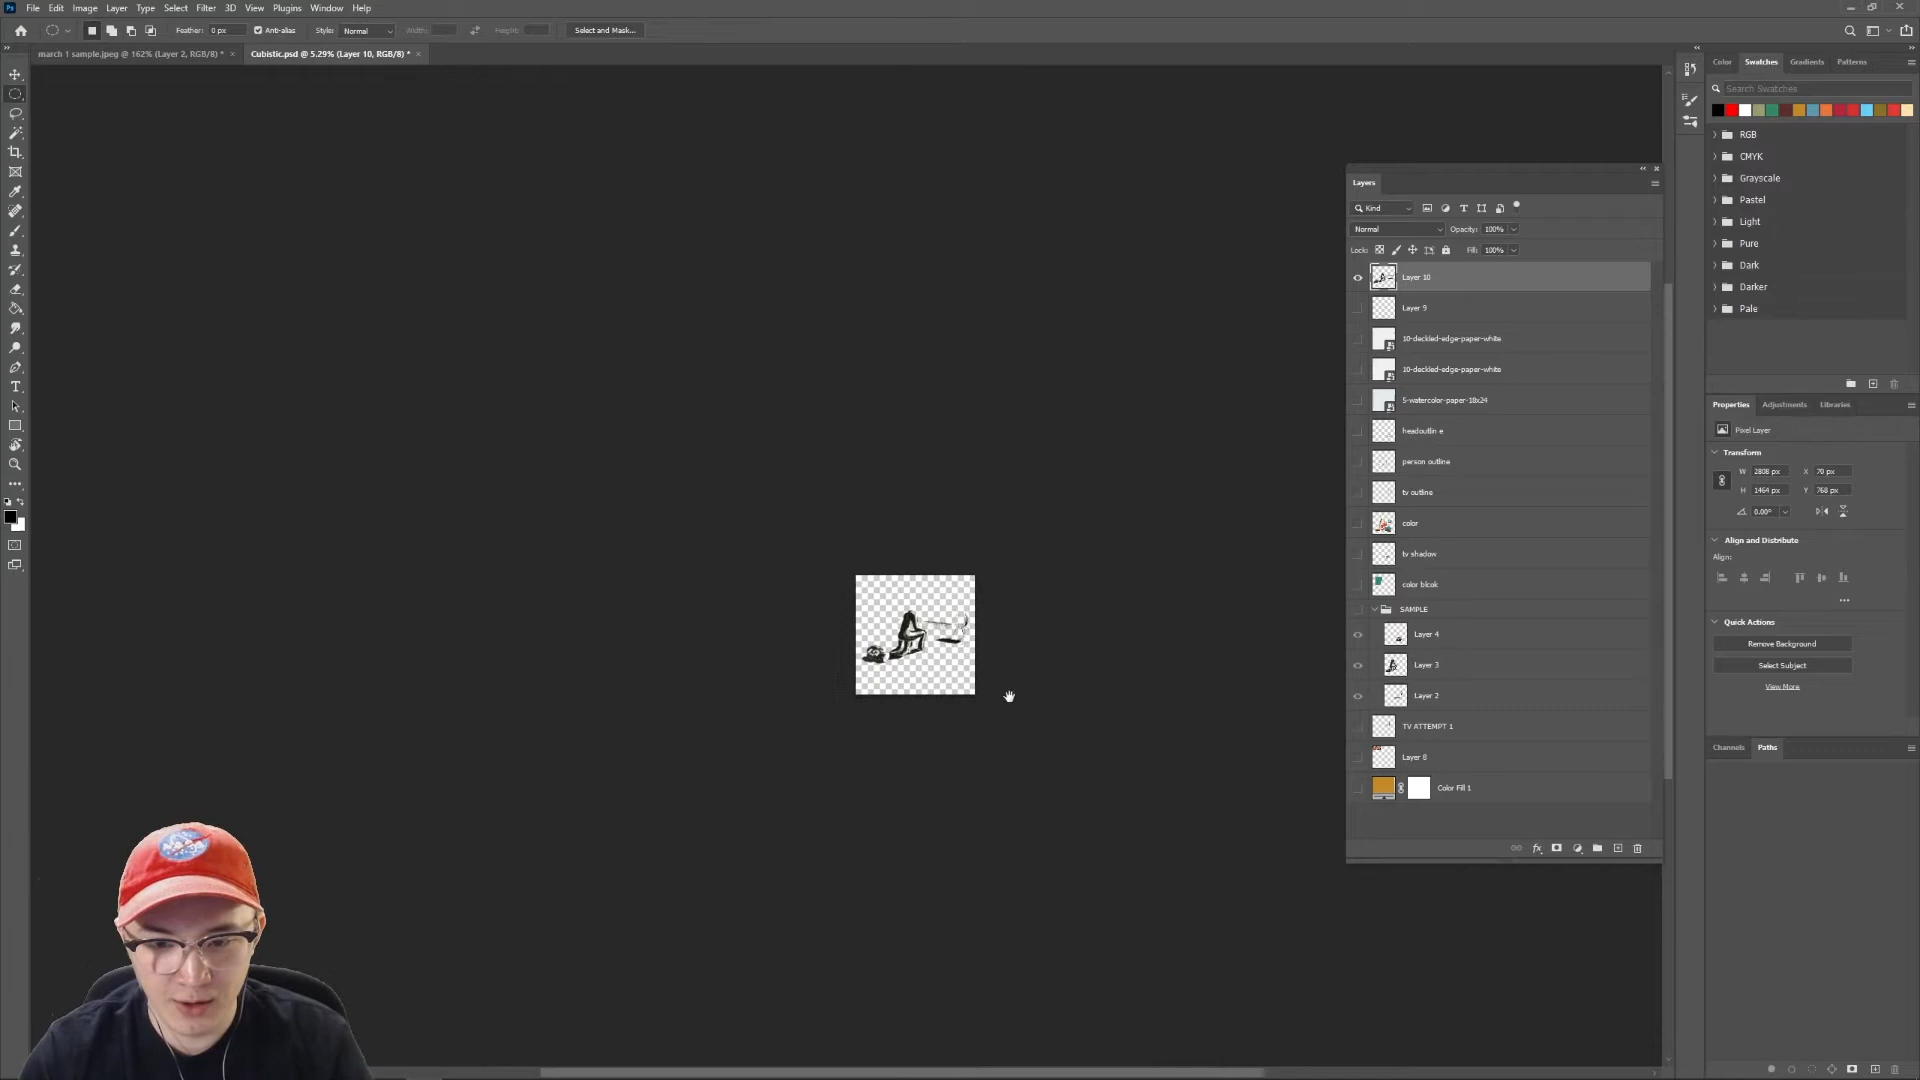 Ps File Edit Image Layer Type Select Filter 3D View Plugins Window Help
Feather: 0 px Anti-alias Style: Normal Width: Height: Select and Mask...
march 1 sample.jpeg @ 162% (Layer 2, RGB/8) * ×
Cubistic.psd @ 5.29% (Layer 10, RGB/8) * ×
Color Swatches Gradients Patterns
Search Swatches
RGB
CMYK
Grayscale
Pastel
Light
Pure
Dark
Darker
Pale
Layers
Kind
Normal Opacity: 100%
Lock: Fill: 100%
Layer 10
Layer 9
10-deckled-edge-paper-white
10-deckled-edge-paper-white
5-watercolor-paper-18x24
headoutlin e
person outline
tv outline
color
tv shadow
color blcok
SAMPLE
Layer 4
Layer 3
Layer 2
TV ATTEMPT 1
Layer 8
Color Fill 1
fx
Properties Adjustments Libraries
Pixel Layer
Transform
W 2808 px X 70 px
H 1464 px Y 768 px
0.00°
Align and Distribute
Align:
Quick Actions
Remove Background
Select Subject
View More
Channels Paths